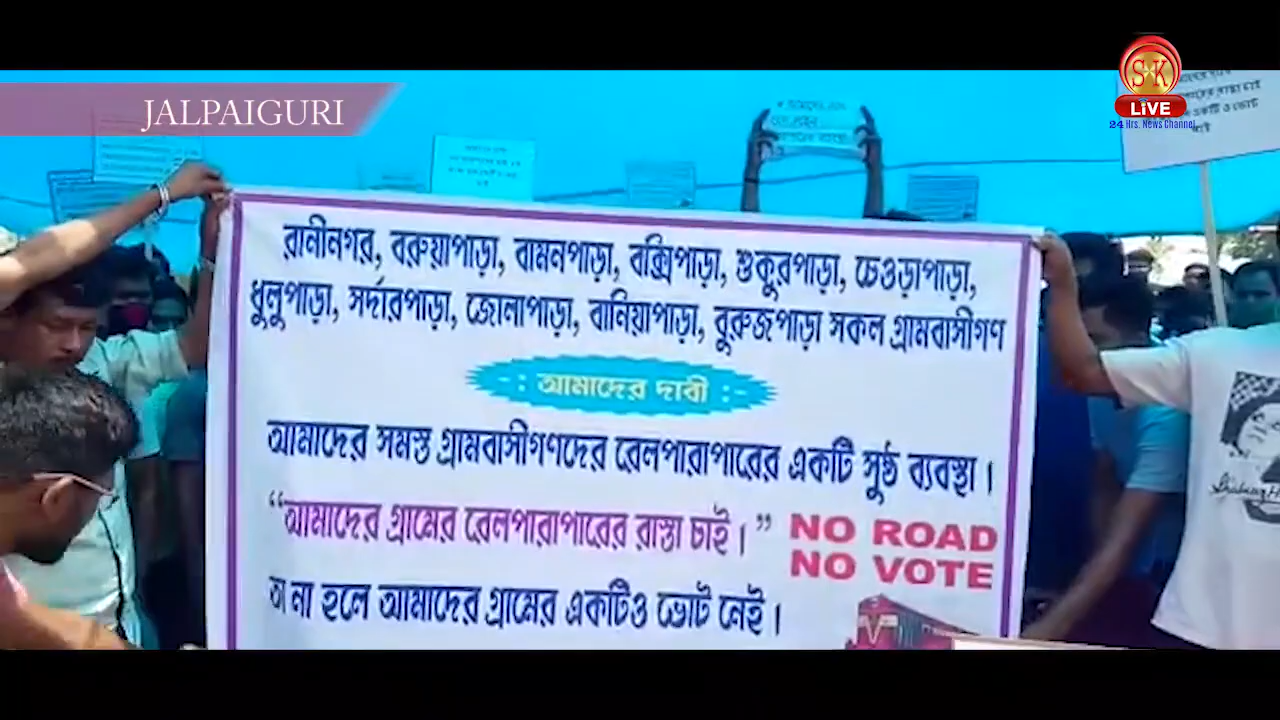 JALPAIGURI
SK
LIVE
24 Hrs. News Channel
রানীনগর, বরুয়াপাড়া, বামনপাড়া, বক্সিপাড়া, শুকুরপাড়া, চেওড়াপাড়া,
ধুলুপাড়া, সর্দারপাড়া, জোলাপাড়া, বানিয়াপাড়া, বুরুজপাড়া সকল গ্রামবাসীগণ
-: আমাদের দাবী :-
আমাদের সমস্ত গ্রামবাসীগণদের রেলপারাপারের একটি সুষ্ঠ ব্যবস্থা।
“আমাদের গ্রামের রেলপারাপারের রাস্তা চাই।”
NO ROAD
NO VOTE
তা না হলে আমাদের গ্রামের একটিও ভোট নেই।